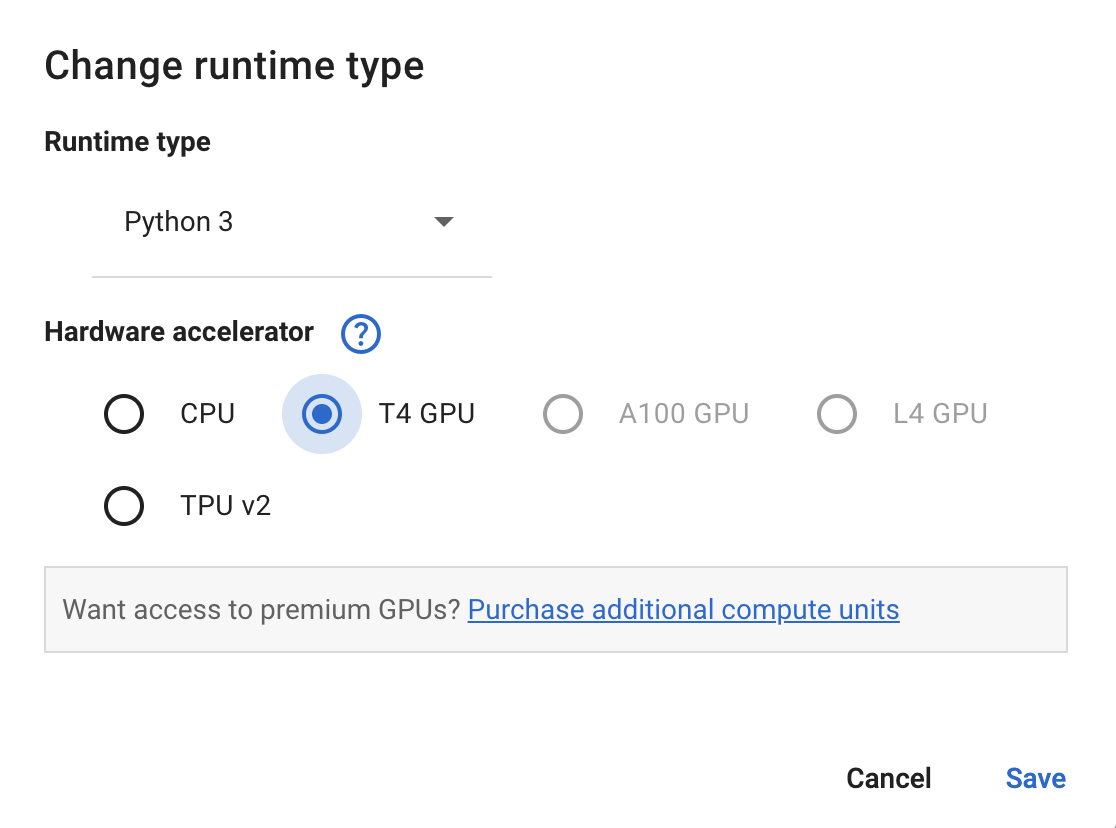 Change runtime type
Runtime type
Python 3
Hardware accelerator ?
CPU T4 GPU A100 GPU L4 GPU
TPU v2
Want access to premium GPUs? Purchase additional compute units
Cancel Save